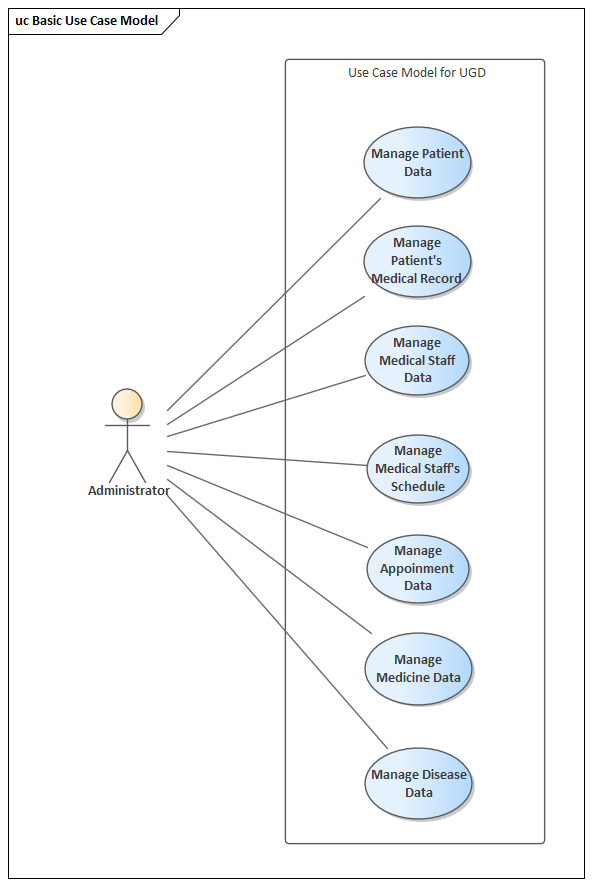 uc Basic Use Case Model
Use Case Model for UGD
Manage Patient
Data
Manage
Patient's
Medical Record
Manage
Medical Staff
Data
Manage
Medical Staff's
Schedule
Administrator
Manage
Appoinment
Data
Manage
Medicine Data
Manage Disease
Data